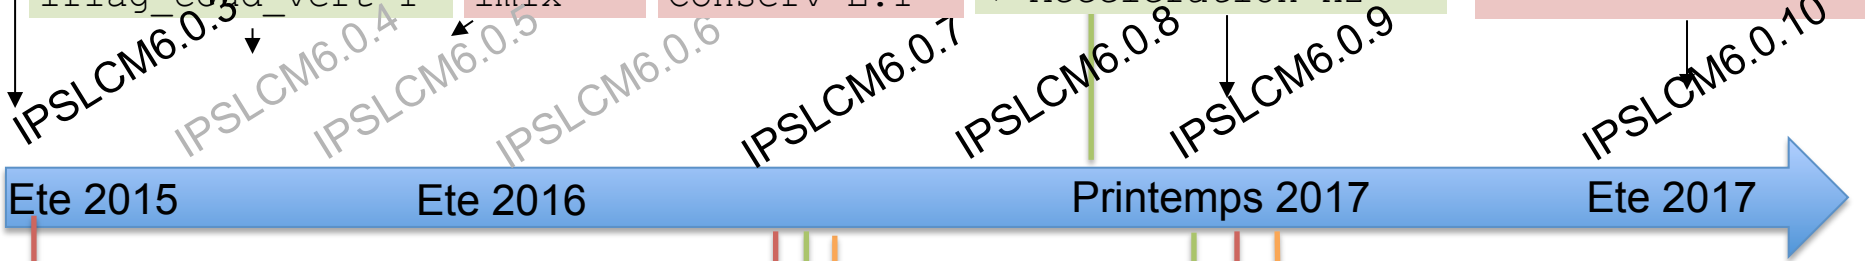 imix
IPSLCM6.0.3
IPSLCM6.0.4
IPSLCM6.0.5
IPSLCM6.0.6
IPSLCM6.0.7
IPSLCM6.0.8
IPSLCM6.0.9
IPSLCM6.0.10
Ete 2015
Ete 2016
Printemps 2017
Ete 2017